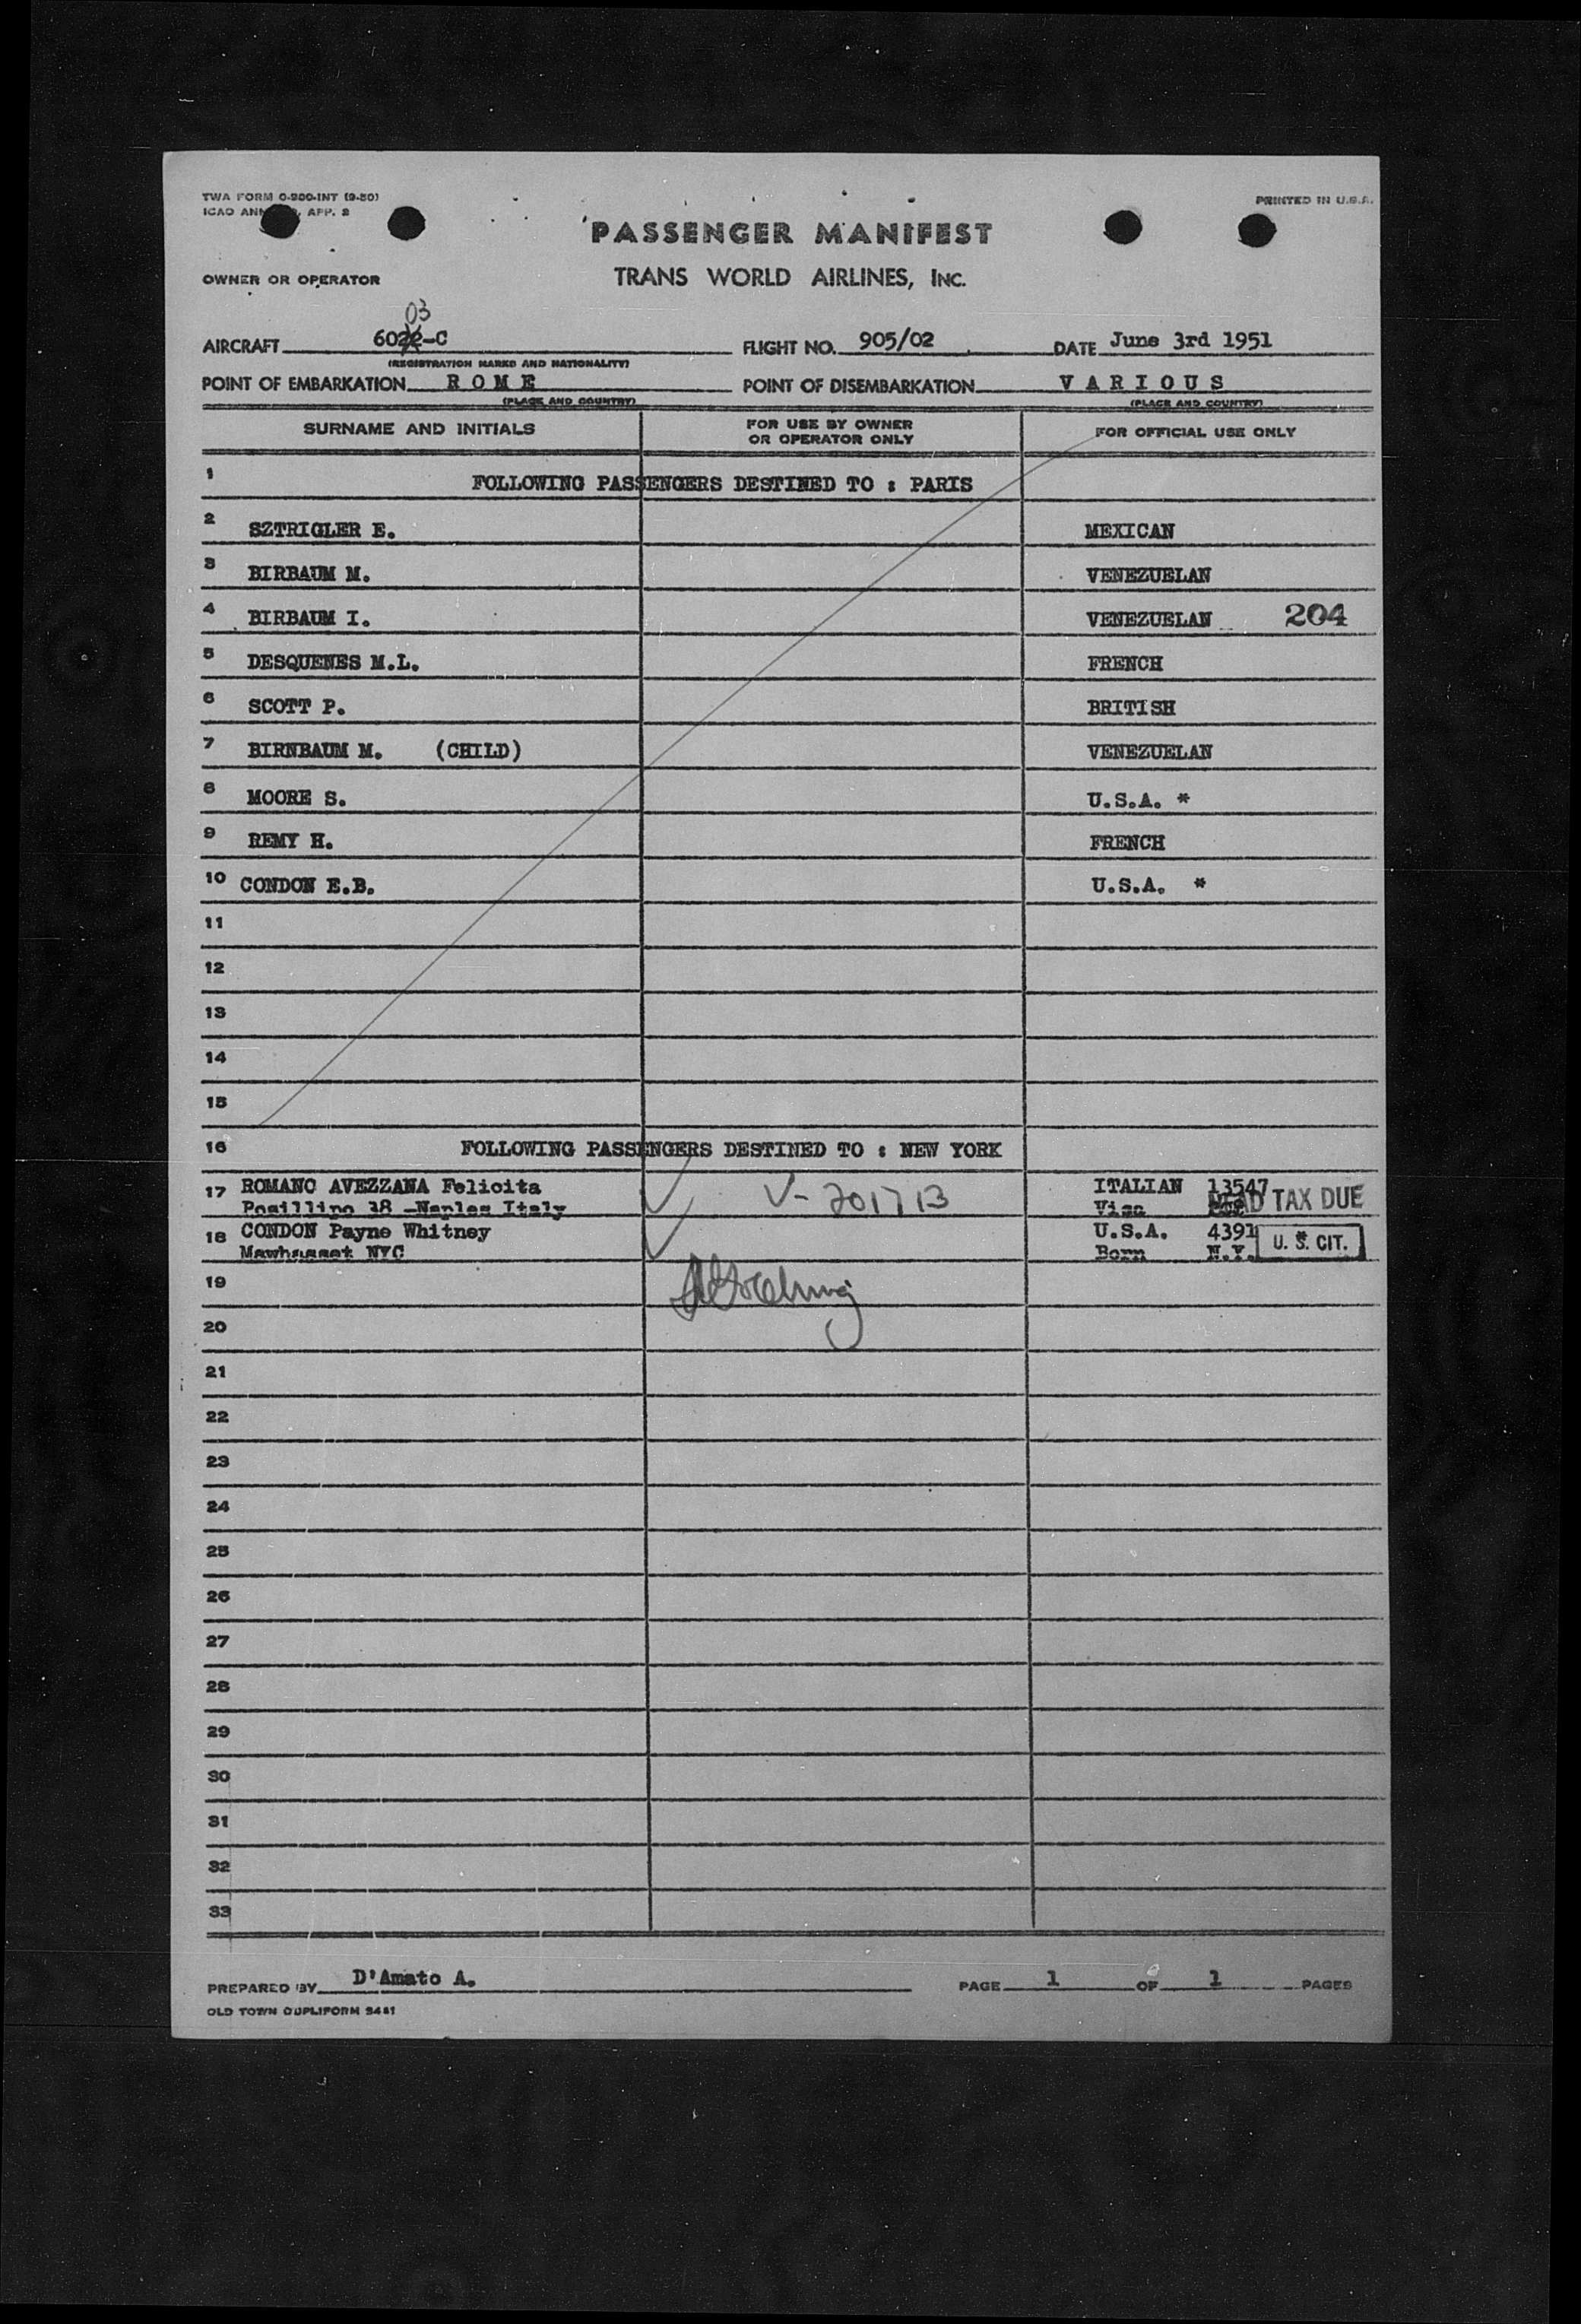 TWA FORM 0-900-INT (9-50)
ICAO APP. 2
PRINTED IN U.S.A.
PASSENGER MANIFEST
OWNER OR OPERATOR
TRANS WORLD AIRLINES, INC.
03
AIRCRAFT 6022-C FLIGHT NO. 905/02 DATE June 3rd 1951
(REGISTRATION MARKS AND NATIONALITY)
POINT OF EMBARKATION R O M E POINT OF DISEMBARKATION V A R I O U S
(PLACE AND COUNTRY) (PLACE AND COUNTRY)
SURNAME AND INITIALS FOR USE BY OWNER OR OPERATOR ONLY FOR OFFICIAL USE ONLY
1 FOLLOWING PASSENGERS DESTINED TO : PARIS
2 SZTRIGLER E. MEXICAN
3 BIRBAUM M. VENEZUELAN
4 BIRBAUM I. VENEZUELAN 204
5 DESQUENES M.L. FRENCH
6 SCOTT P. BRITISH
7 BIRNBAUM M. (CHILD) VENEZUELAN
8 MOORE S. U.S.A. *
9 REMY H. FRENCH
10 CONDON E.B. U.S.A. *
11
12
13
14
15
16 FOLLOWING PASSENGERS DESTINED TO : NEW YORK
17 ROMANO AVEZZANA Felicita V- 201713 ITALIAN 13547
Posillipo 38 -Naples Italy Visa HEAD TAX DUE
18 CONDON Payne Whitney U.S.A. 4391
Mawhasset NYC Born N.Y. U. S. CIT.
19
20
21
22
23
24
25
26
27
28
29
30
31
32
33
PREPARED BY D'Amato A. PAGE 1 OF 1 PAGES
OLD TOWN DUPLIFORM 9481